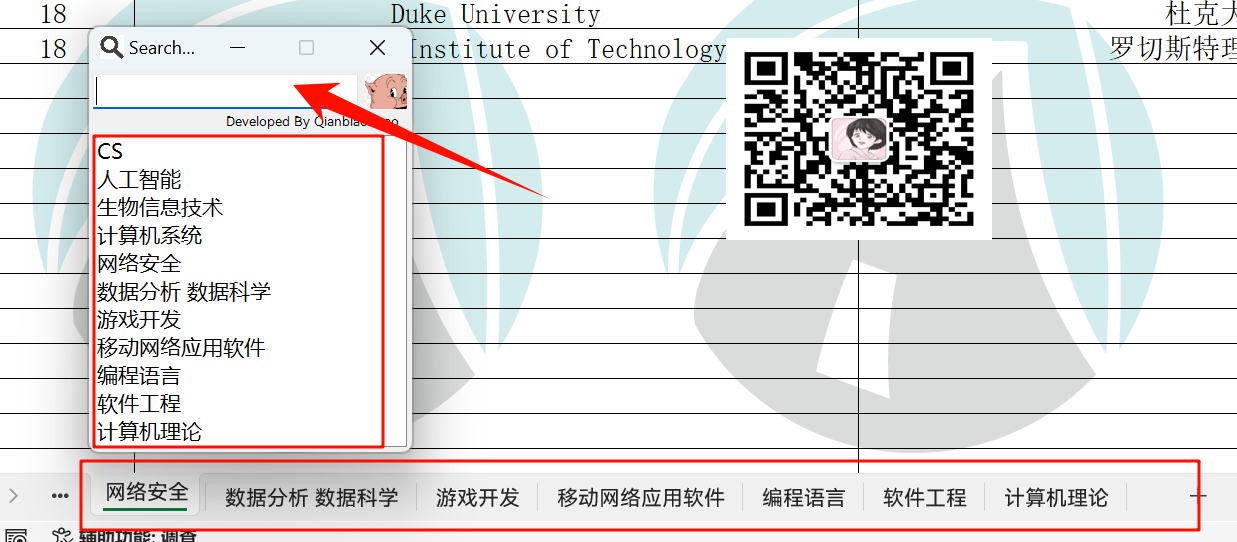 18 Duke University 杜克大
18 Institute of Technology 罗切斯特理
Search...
Developed By
CS
人工智能
生物信息技术
计算机系统
网络安全
数据分析 数据科学
游戏开发
移动网络应用软件
编程语言
软件工程
计算机理论
网络安全 数据分析 数据科学 游戏开发 移动网络应用软件 编程语言 软件工程 计算机理论
辅助功能: 调查